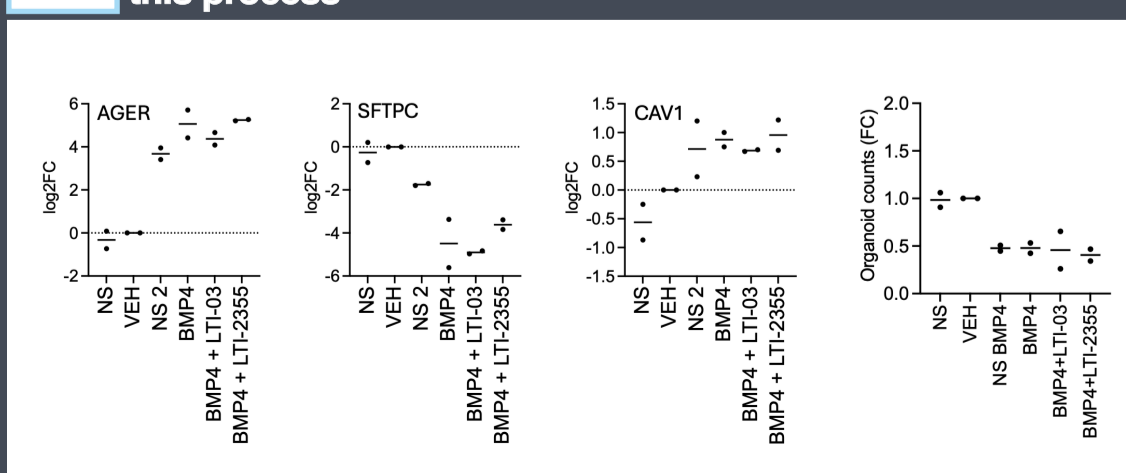 this process
AGER
log2FC
6
4
2
0
-2
NS
VEH
NS 2
BMP4
BMP4 + LTI-03
BMP4 + LTI-2355
SFTPC
log2FC
2
0
-2
-4
-6
NS
VEH
NS 2
BMP4
BMP4 + LTI-03
BMP4 + LTI-2355
CAV1
log2FC
1.5
1.0
0.5
0.0
-0.5
-1.0
-1.5
NS
VEH
NS 2
BMP4
BMP4 + LTI-03
BMP4 + LTI-2355
Organoid counts (FC)
2.0
1.5
1.0
0.5
0.0
NS
VEH
NS BMP4
BMP4
BMP4+LTI-03
BMP4+LTI-2355